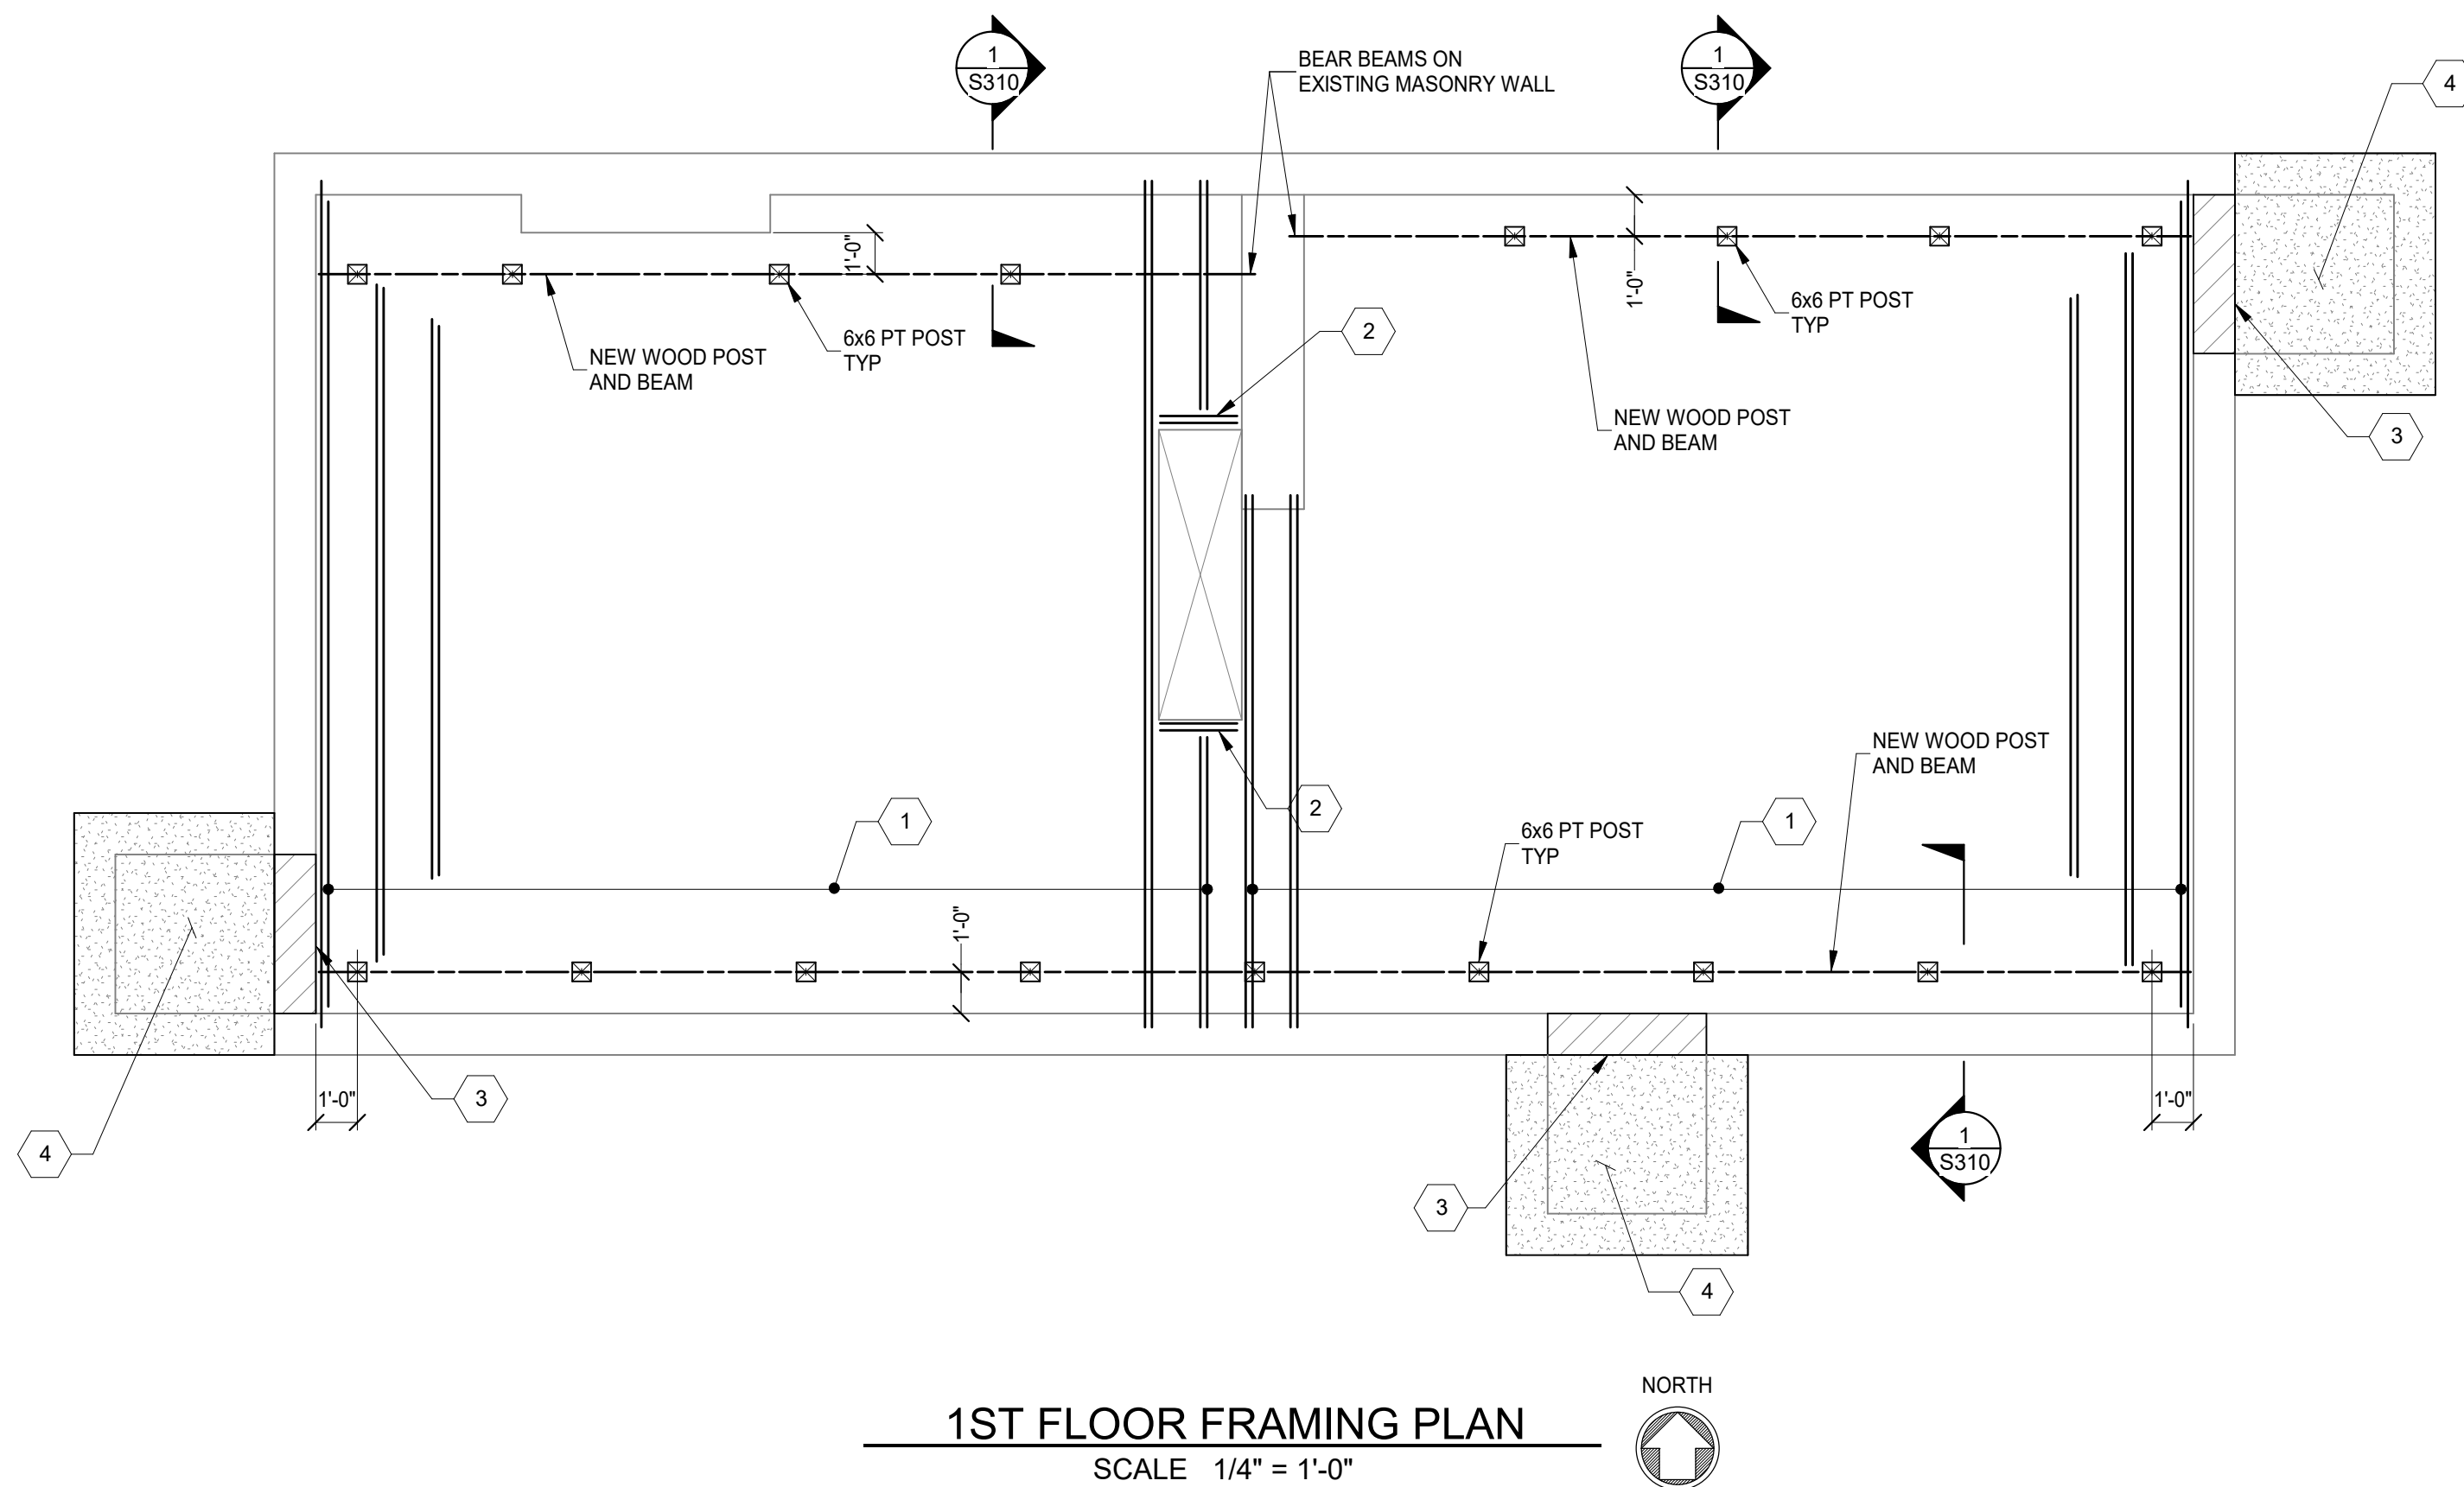 1
S310
BEAR BEAMS ON
EXISTING MASONRY WALL
1
S310
4
1'-0"
1'-0"
6x6 PT POST
TYP
6x6 PT POST
TYP
2
NEW WOOD POST
AND BEAM
NEW WOOD POST
AND BEAM
3
NEW WOOD POST
AND BEAM
2
1
1
6x6 PT POST
TYP
1'-0"
1'-0"
3
1'-0"
4
1
S310
3
4
NORTH
1ST FLOOR FRAMING PLAN
SCALE 1/4" = 1'-0"